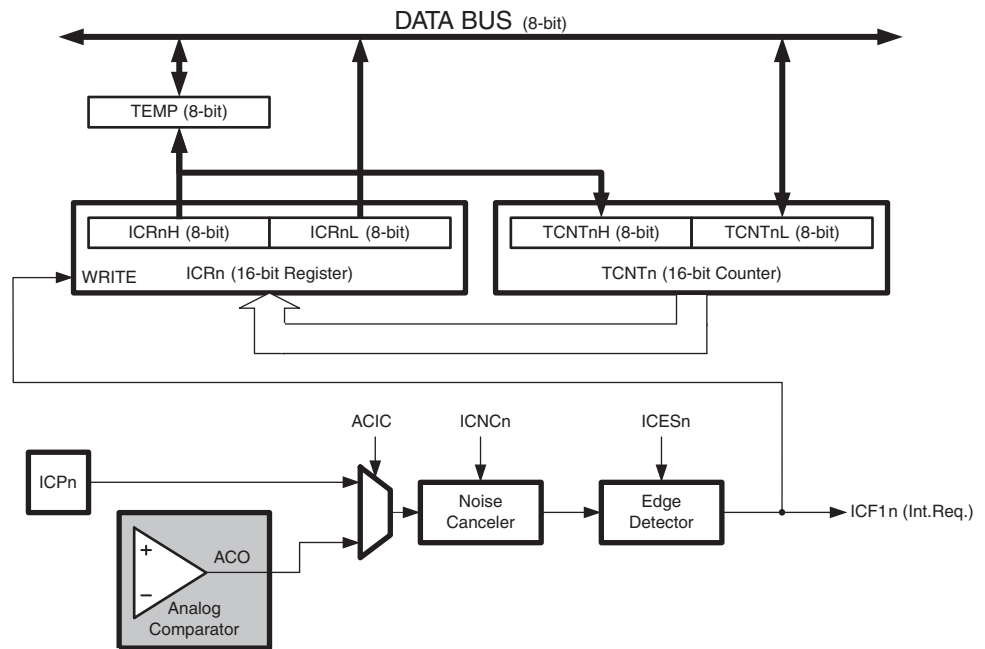 DATA BUS (8-bit)
TEMP (8-bit)
ICRnH (8-bit) ICRnL (8-bit) TCNTnH (8-bit) TCNTnL (8-bit)
WRITE ICRn (16-bit Register) TCNTn (16-bit Counter)
ACIC ICNCn ICESn
ICPn
Noise
Canceler
Edge
Detector
ICF1n (Int.Req.)
+
ACO
−
Analog
Comparator